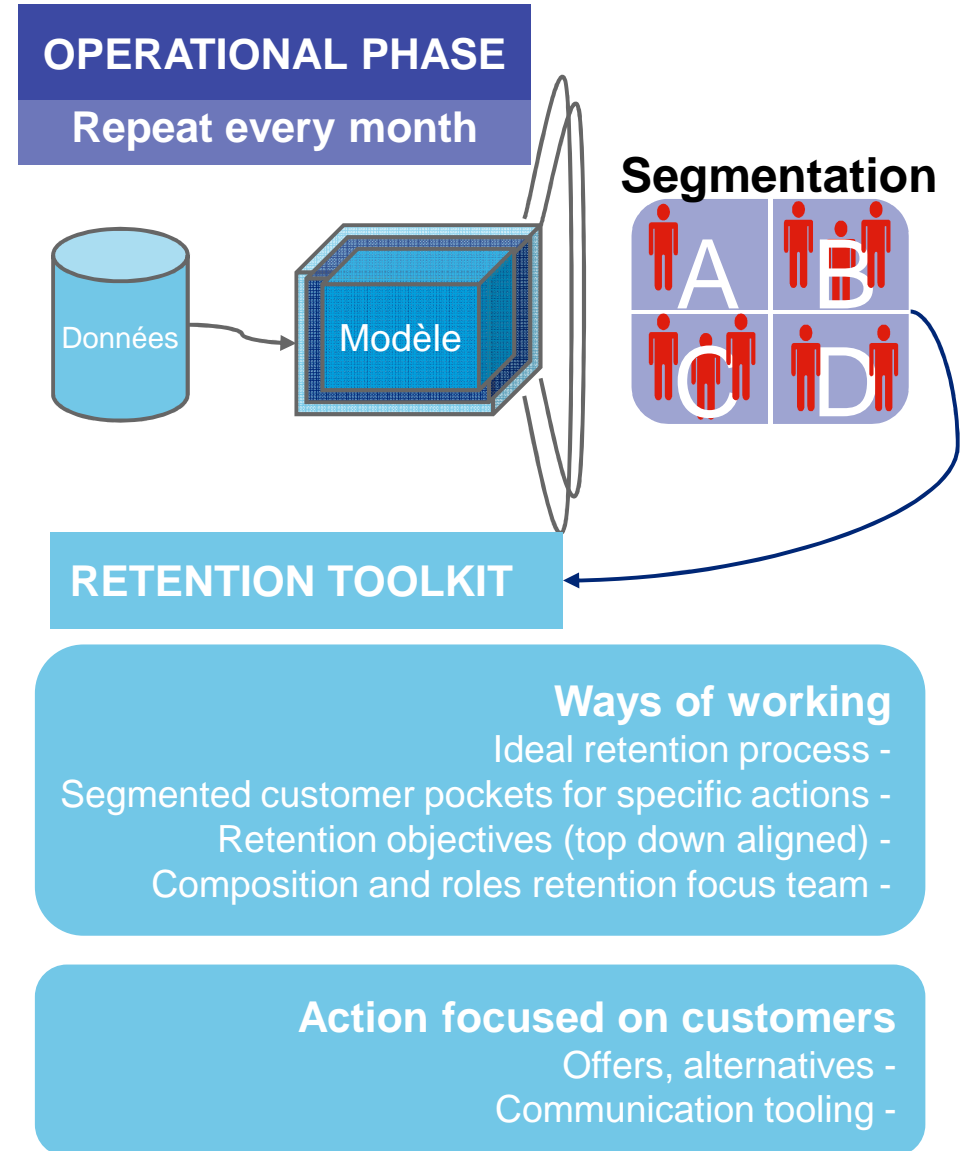 OPERATIONAL PHASE
Repeat every month
Segmentation
A
B
Données
Modèle
C
D
RETENTION TOOLKIT
Ways of working
Ideal retention process -
Segmented customer pockets for specific actions -
Retention objectives (top down aligned) -
Composition and roles retention focus team -
Action focused on customers
Offers, alternatives -
Communication tooling -